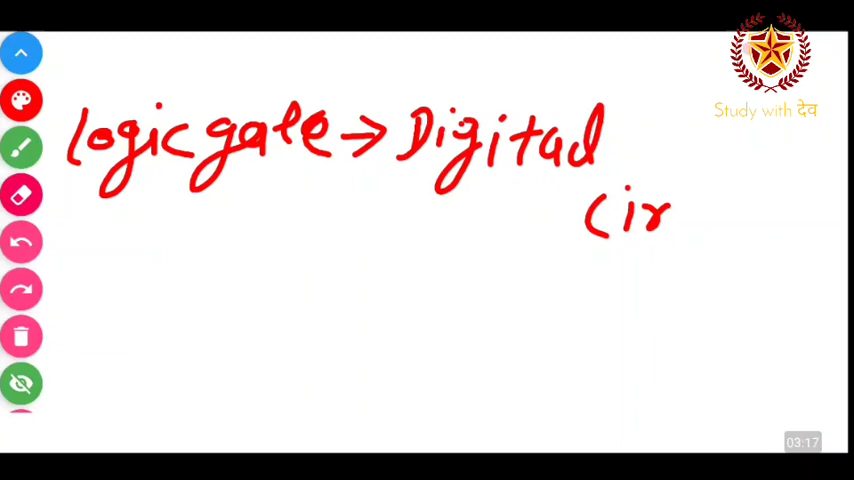 Study with देव
Logic gate → Digital
Cir
03:17